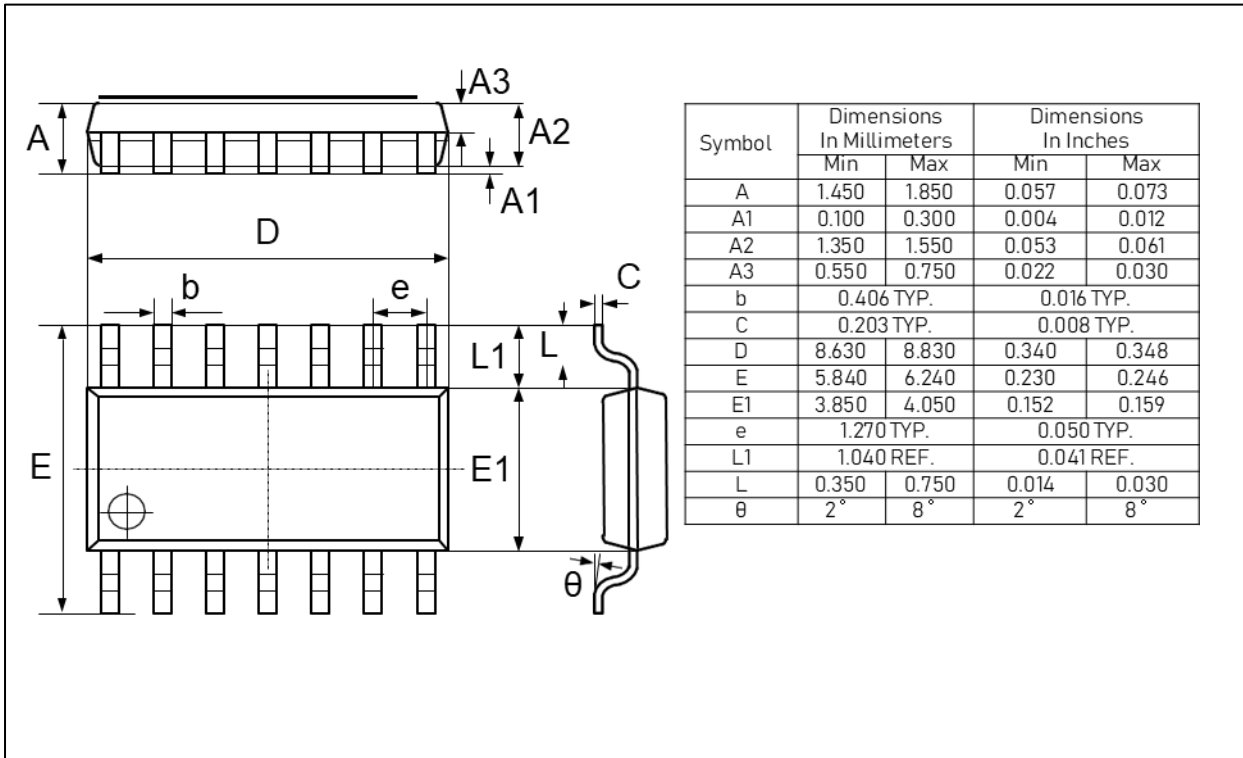 A
A3
A2
A1
D
b
e
C
L1
L
E
E1
θ
Symbol Dimensions In Millimeters Dimensions In Inches
Min Max Min Max
A 1.450 1.850 0.057 0.073
A1 0.100 0.300 0.004 0.012
A2 1.350 1.550 0.053 0.061
A3 0.550 0.750 0.022 0.030
b 0.406 TYP. 0.016 TYP.
C 0.203 TYP. 0.008 TYP.
D 8.630 8.830 0.340 0.348
E 5.840 6.240 0.230 0.246
E1 3.850 4.050 0.152 0.159
e 1.270 TYP. 0.050 TYP.
L1 1.040 REF. 0.041 REF.
L 0.350 0.750 0.014 0.030
θ 2° 8° 2° 8°